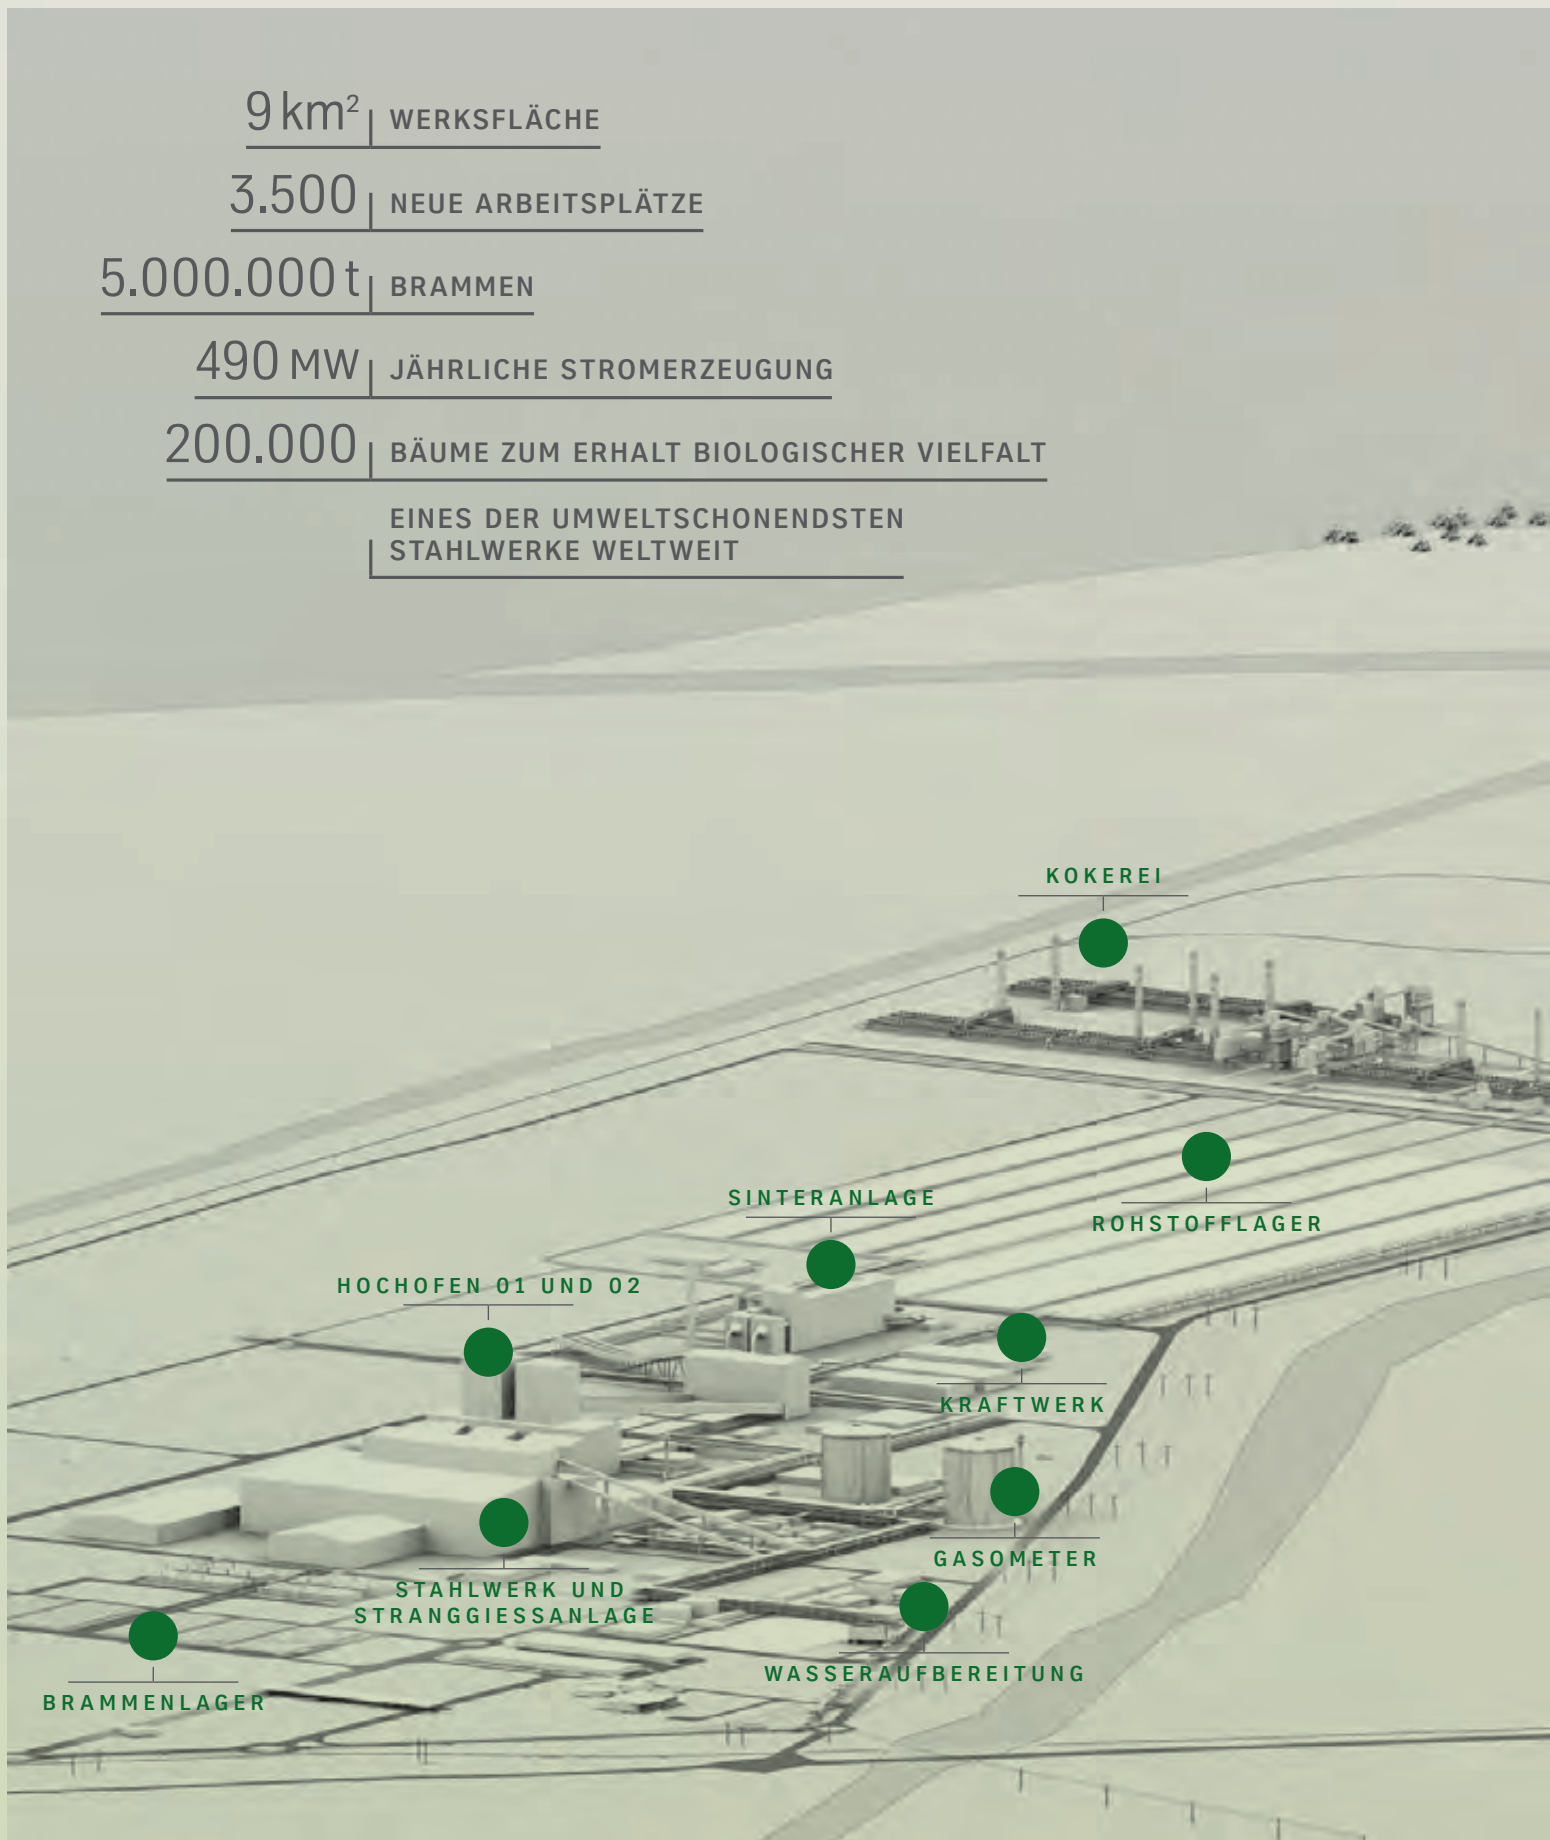 9 km² WERKSFLÄCHE
3.500 NEUE ARBEITSPLÄTZE
5.000.000 t BRAMMEN
490 MW JÄHRLICHE STROMERZEUGUNG
200.000 BÄUME ZUM ERHALT BIOLOGISCHER VIELFALT
EINES DER UMWELTSCHONENDSTEN
STAHLWERKE WELTWEIT
KOKEREI
ROHSTOFFLAGER
SINTERANLAGE
HOCHOFEN 01 UND 02
KRAFTWERK
GASOMETER
STAHLWERK UND
STRANGGIESSANLAGE
WASSERAUFBEREITUNG
BRAMMENLAGER